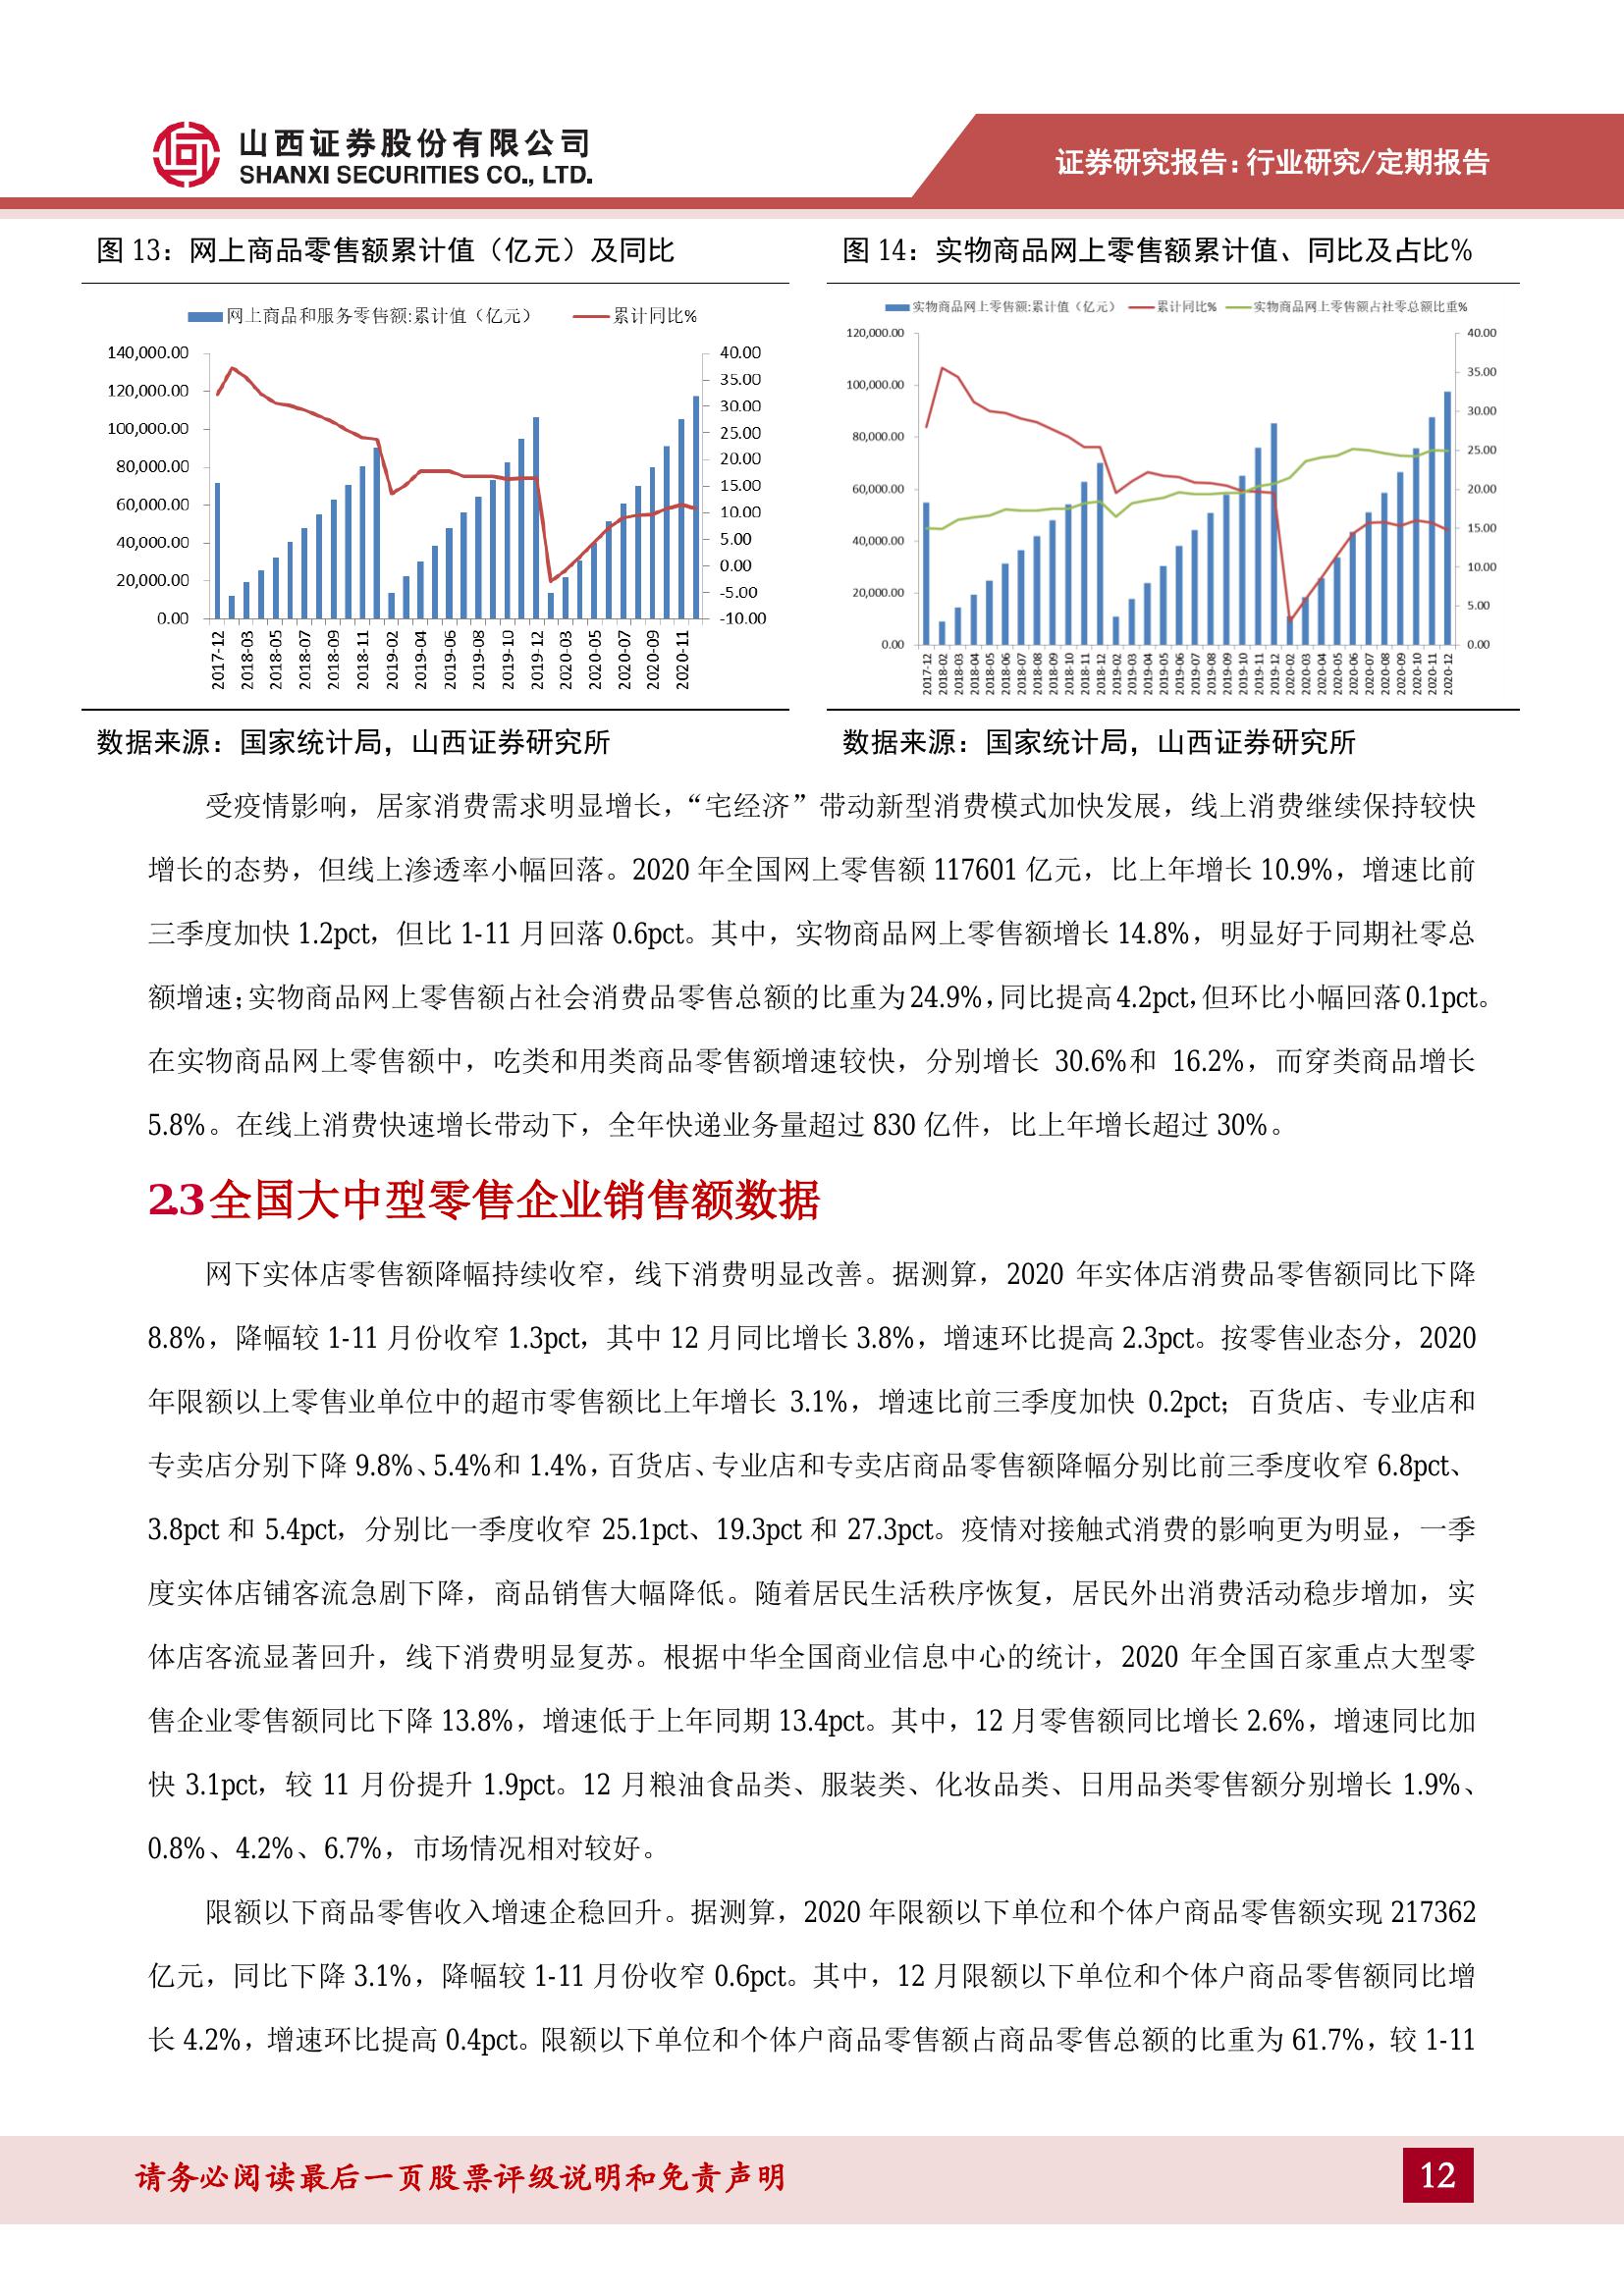 山西证券股份有限公司
SHANXI SECURITIES CO., LTD.
证券研究报告：行业研究/定期报告
图 13：网上商品零售额累计值（亿元）及同比
网上商品和服务零售额:累计值（亿元） 累计同比%
140,000.00
120,000.00
100,000.00
80,000.00
60,000.00
40,000.00
20,000.00
0.00
40.00
35.00
30.00
25.00
20.00
15.00
10.00
5.00
0.00
-5.00
-10.00
2017-12 2018-03 2018-05 2018-07 2018-09 2018-11 2019-02 2019-04 2019-06 2019-08 2019-10 2019-12 2020-03 2020-05 2020-07 2020-09 2020-11
数据来源：国家统计局，山西证券研究所
图 14：实物商品网上零售额累计值、同比及占比%
实物商品网上零售额:累计值（亿元） 累计同比% 实物商品网上零售额占社零总额比重%
120,000.00
100,000.00
80,000.00
60,000.00
40,000.00
20,000.00
0.00
40.00
35.00
30.00
25.00
20.00
15.00
10.00
5.00
0.00
2017-12 2018-02 2018-03 2018-04 2018-05 2018-06 2018-07 2018-08 2018-09 2018-10 2018-11 2018-12 2019-02 2019-03 2019-04 2019-05 2019-06 2019-07 2019-08 2019-09 2019-10 2019-11 2019-12 2020-02 2020-03 2020-04 2020-05 2020-06 2020-07 2020-08 2020-09 2020-10 2020-11 2020-12
数据来源：国家统计局，山西证券研究所
受疫情影响，居家消费需求明显增长，“宅经济”带动新型消费模式加快发展，线上消费继续保持较快
增长的态势，但线上渗透率小幅回落。2020 年全国网上零售额 117601 亿元，比上年增长 10.9%，增速比前
三季度加快 1.2pct，但比 1-11 月回落 0.6pct。其中，实物商品网上零售额增长 14.8%，明显好于同期社零总
额增速；实物商品网上零售额占社会消费品零售总额的比重为 24.9%，同比提高 4.2pct，但环比小幅回落 0.1pct。
在实物商品网上零售额中，吃类和用类商品零售额增速较快，分别增长 30.6%和 16.2%，而穿类商品增长
5.8%。在线上消费快速增长带动下，全年快递业务量超过 830 亿件，比上年增长超过 30%。
2.3 全国大中型零售企业销售额数据
网下实体店零售额降幅持续收窄，线下消费明显改善。据测算，2020 年实体店消费品零售额同比下降
8.8%，降幅较 1-11 月份收窄 1.3pct，其中 12 月同比增长 3.8%，增速环比提高 2.3pct。按零售业态分，2020
年限额以上零售业单位中的超市零售额比上年增长 3.1%，增速比前三季度加快 0.2pct；百货店、专业店和
专卖店分别下降 9.8%、5.4%和 1.4%，百货店、专业店和专卖店商品零售额降幅分别比前三季度收窄 6.8pct、
3.8pct 和 5.4pct，分别比一季度收窄 25.1pct、19.3pct 和 27.3pct。疫情对接触式消费的影响更为明显，一季
度实体店铺客流急剧下降，商品销售大幅降低。随着居民生活秩序恢复，居民外出消费活动稳步增加，实
体店客流显著回升，线下消费明显复苏。根据中华全国商业信息中心的统计，2020 年全国百家重点大型零
售企业零售额同比下降 13.8%，增速低于上年同期 13.4pct。其中，12 月零售额同比增长 2.6%，增速同比加
快 3.1pct，较 11 月份提升 1.9pct。12 月粮油食品类、服装类、化妆品类、日用品类零售额分别增长 1.9%、
0.8%、4.2%、6.7%，市场情况相对较好。
限额以下商品零售收入增速企稳回升。据测算，2020 年限额以下单位和个体户商品零售额实现 217362
亿元，同比下降 3.1%，降幅较 1-11 月份收窄 0.6pct。其中，12 月限额以下单位和个体户商品零售额同比增
长 4.2%，增速环比提高 0.4pct。限额以下单位和个体户商品零售额占商品零售总额的比重为 61.7%，较 1-11
请务必阅读最后一页股票评级说明和免责声明
12